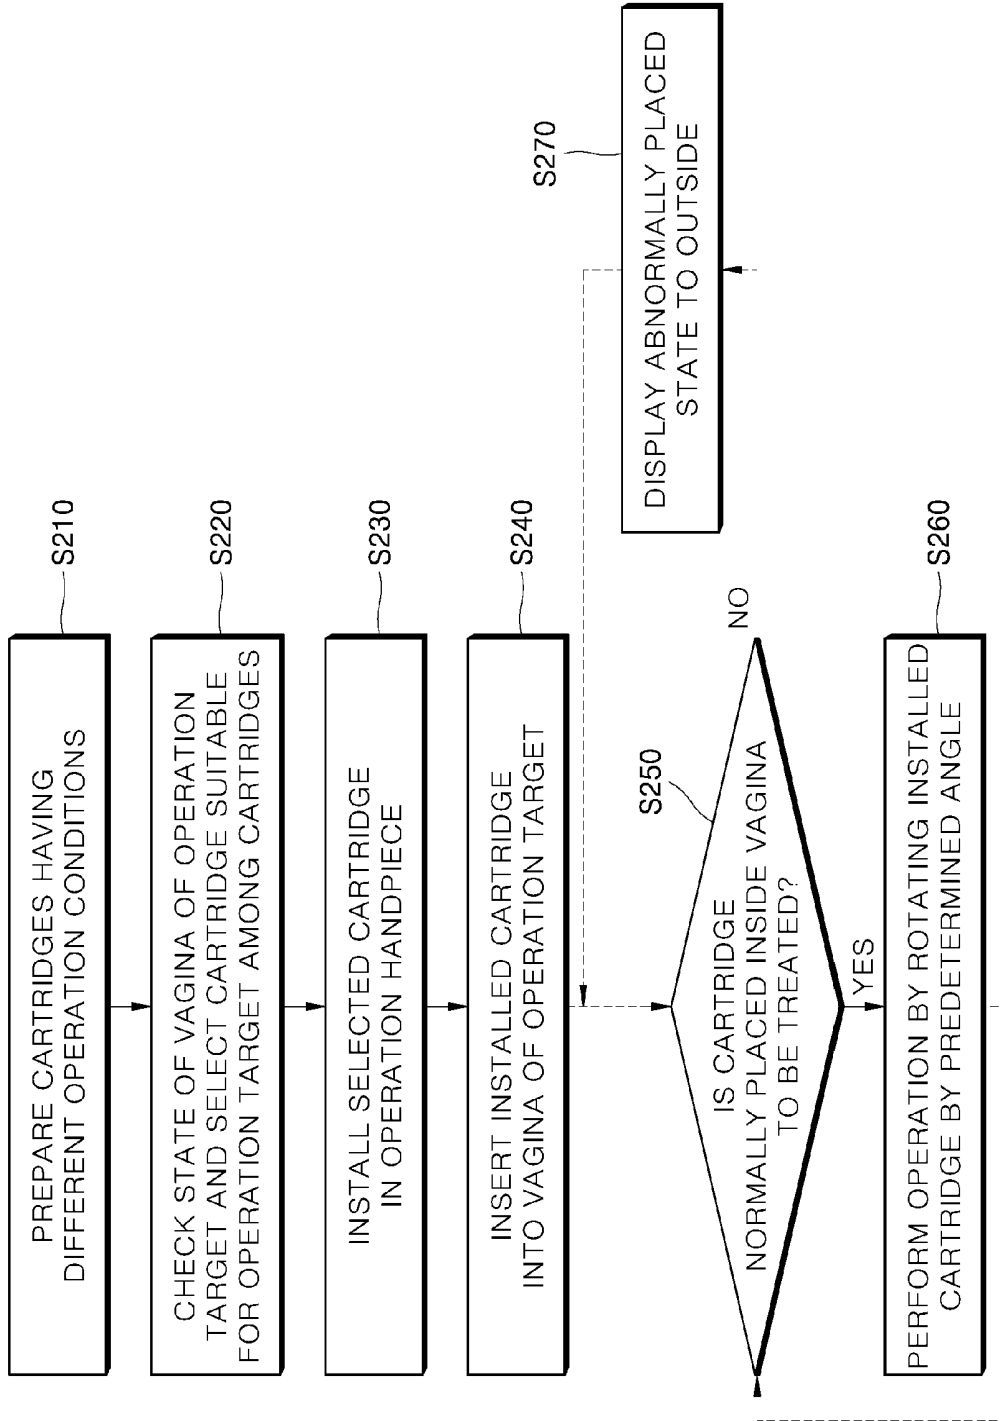 S210
PREPARE CARTRIDGES HAVING
DIFFERENT OPERATION CONDITIONS
S220
CHECK STATE OF VAGINA OF OPERATION
TARGET AND SELECT CARTRIDGE SUITABLE
FOR OPERATION TARGET AMONG CARTRIDGES
S230
INSTALL SELECTED CARTRIDGE
IN OPERATION HANDPIECE
S240
INSERT INSTALLED CARTRIDGE
INTO VAGINA OF OPERATION TARGET
S250
IS CARTRIDGE
NORMALLY PLACED INSIDE VAGINA
TO BE TREATED?
NO
YES
S270
DISPLAY ABNORMALLY PLACED
STATE TO OUTSIDE
S260
PERFORM OPERATION BY ROTATING INSTALLED
CARTRIDGE BY PREDETERMINED ANGLE